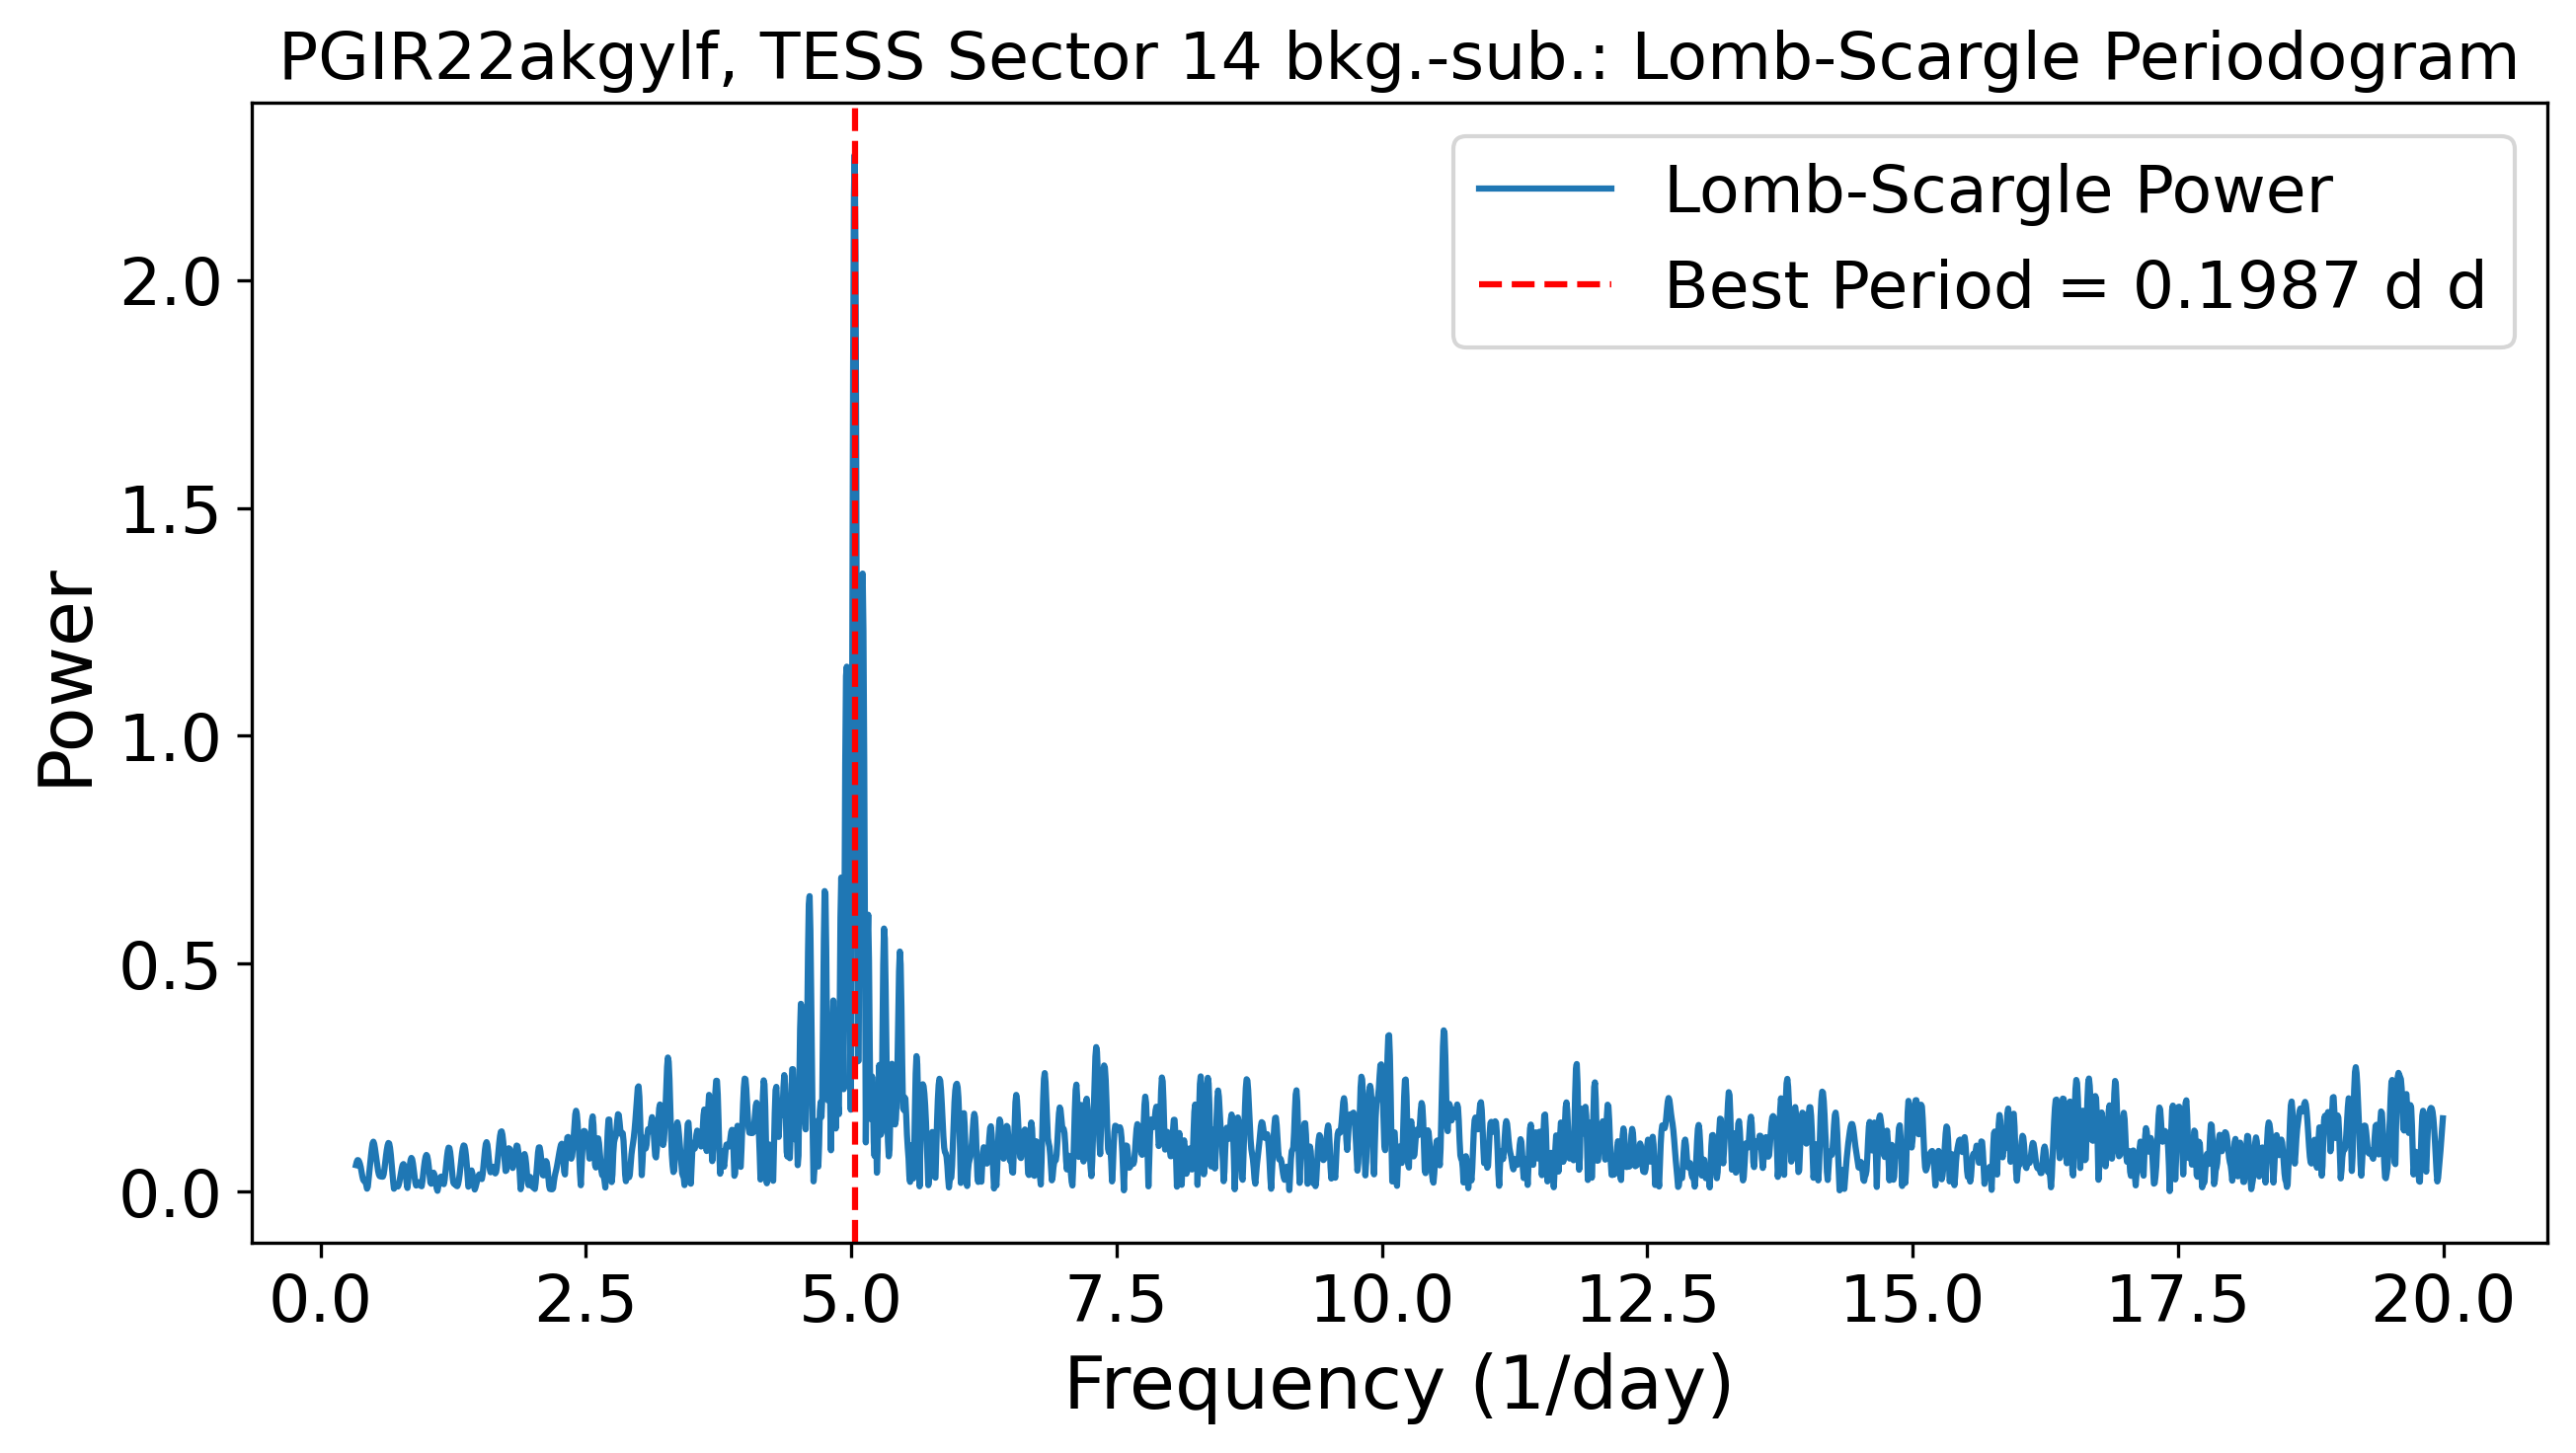 PGIR22akgylf, TESS Sector 14 bkg.-sub.: Lomb-Scargle Periodogram
Lomb-Scargle Power
Best Period = 0.1987 d d
Power
2.0
1.5
1.0
0.5
0.0
0.0 2.5 5.0 7.5 10.0 12.5 15.0 17.5 20.0
Frequency (1/day)